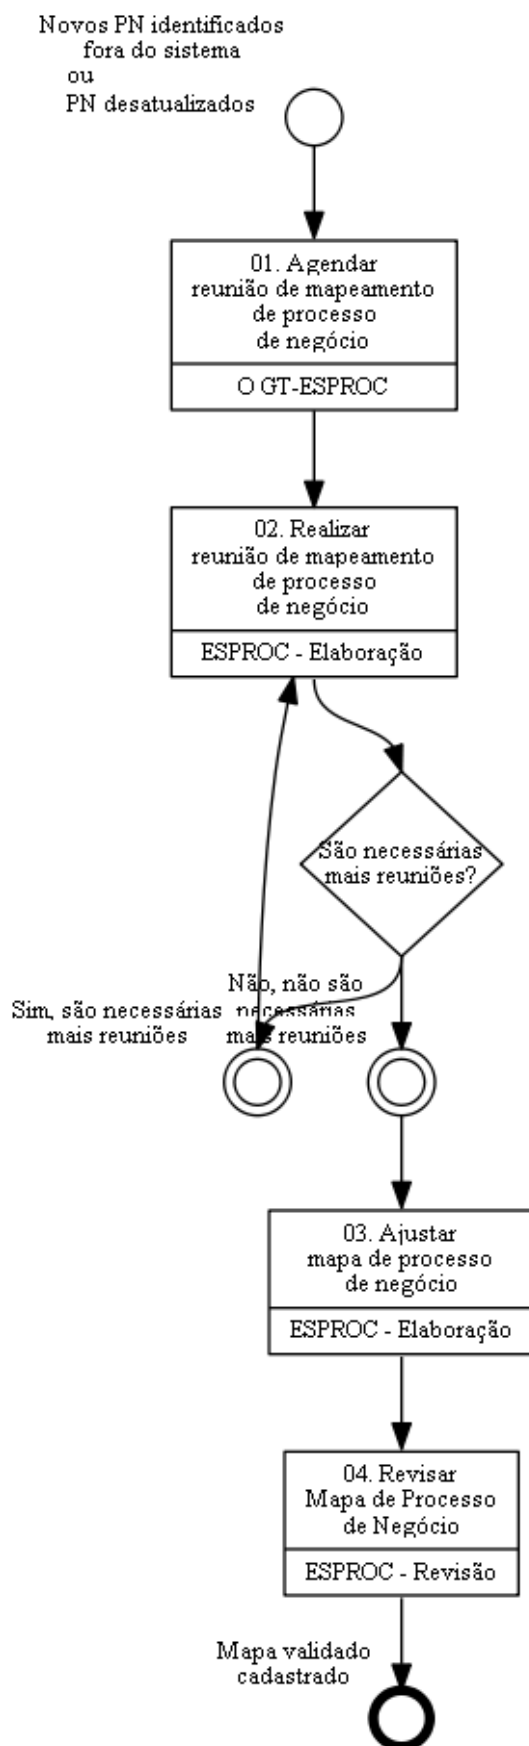 Novos PN identificados
fora do sistema
ou
PN desatualizados
01. Agendar
reunião de mapeamento
de processo
de negócio
O GT-ESPROC
02. Realizar
reunião de mapeamento
de processo
de negócio
ESPROC - Elaboração
São necessárias
mais reuniões?
Sim, são necessárias
mais reuniões
Não, não são
necessárias
mais reuniões
03. Ajustar
mapa de processo
de negócio
ESPROC - Elaboração
04. Revisar
Mapa de Processo
de Negócio
ESPROC - Revisão
Mapa validado
cadastrado